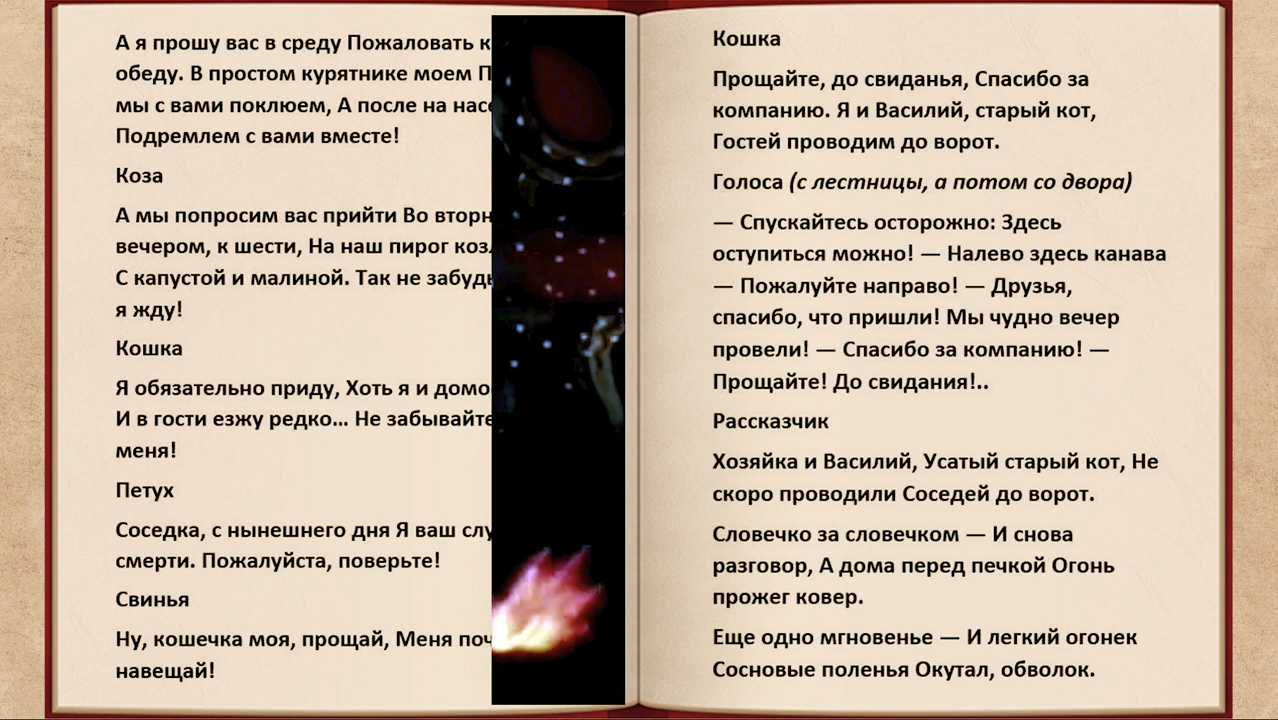 А я прошу вас в среду Пожаловать к
обеду. В простом курятнике моем
мы с вами поклюем, А после на
Подремлем с вами вместе!
Коза
А мы попросим вас прийти Во
вечером, к шести, На наш пирог
С капустой и малиной. Так не
я жду!
Кошка
Я обязательно приду, Хоть я и
И в гости езжу редко... Не забывайте
меня!
Петух
Соседка, с нынешнего дня Я ваш
смерти. Пожалуйста, поверьте!
Свинья
Ну, кошечка моя, прощай, Меня
навещай!
Кошка
Прощайте, до свиданья, Спасибо за
компанию. Я и Василий, старый кот,
Гостей проводим до ворот.
Голоса (с лестницы, а потом со двора)
— Спускайтесь осторожно: Здесь
оступиться можно! — Налево здесь канава
— Пожалуйте направо! — Друзья,
спасибо, что пришли! Мы чудно вечер
провели! — Спасибо за компанию! —
Прощайте! До свидания!..
Рассказчик
Хозяйка и Василий, Усатый старый кот, Не
скоро проводили Соседей до ворот.
Словечко за словечком — И снова
разговор, А дома перед печкой Огонь
прожег ковер.
Еще одно мгновенье — И легкий огонек
Сосновые поленья Окутал, обволок.